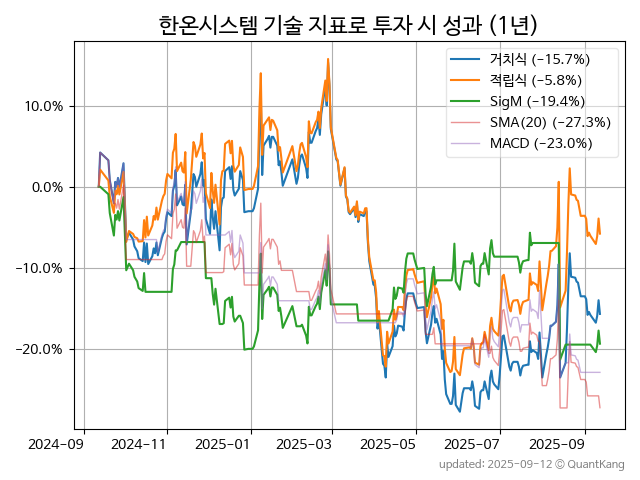 한온시스템 기술 지표로 투자 시 성과 (1년)
거치식 (−15.7%)
적립식 (−5.8%)
SigM (−19.4%)
SMA(20) (−27.3%)
MACD (−23.0%)
10.0%
0.0%
−10.0%
−20.0%
2024-09 2024-11 2025-01 2025-03 2025-05 2025-07 2025-09
updated: 2025-09-12 © QuantKang